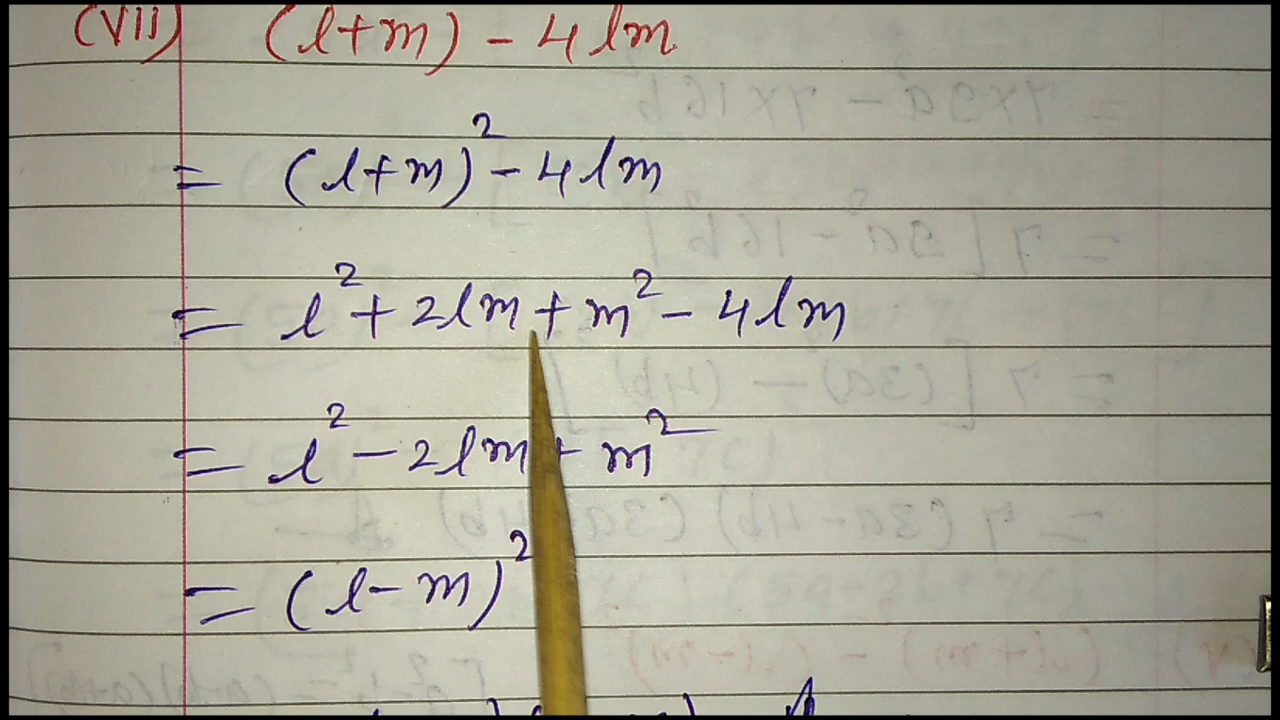 (VII) (l+m) - 4lm
= (l+m)² - 4lm
= l² + 2lm + m² - 4lm
= l² - 2lm + m²
= (l-m)²